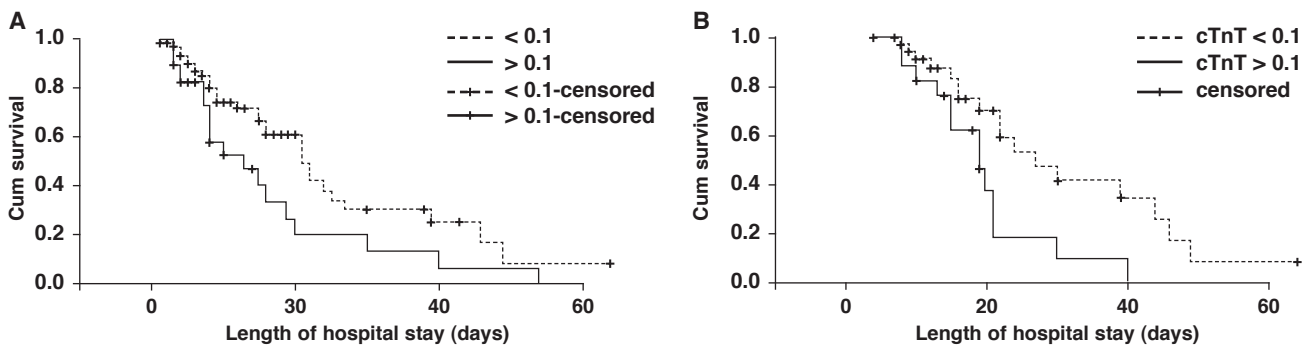 A
1.0
0.8
0.6
0.4
0.2
0.0
Cum survival
0
30
40
60
Length of hospital stay (days)
< 0.1
> 0.1
< 0.1-censored
> 0.1-censored
B
1.0
0.8
0.6
0.4
0.2
0.0
Cum survival
0
20
40
60
Length of hospital stay (days)
cTnT < 0.1
cTnT > 0.1
censored